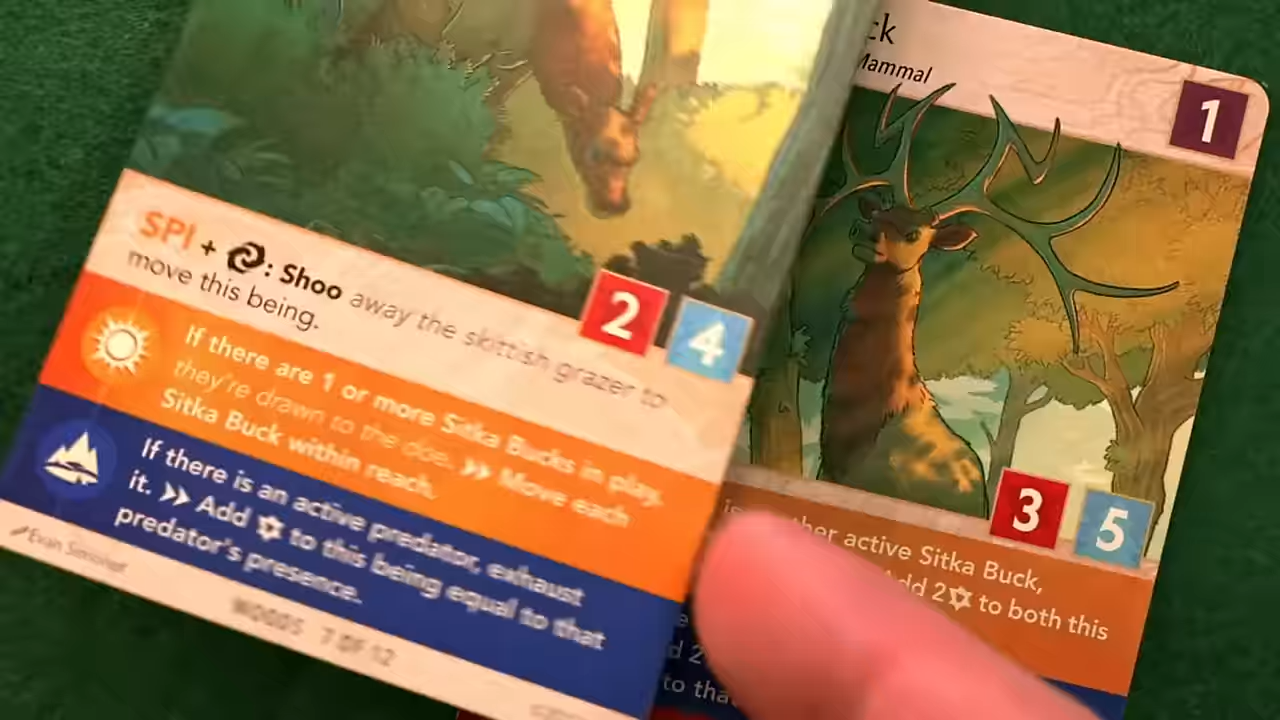 SPI + : Shoo away the skittish grazer to
move this being.
2 4
If there are 1 or more Sitka Bucks in play,
they're drawn to the doe. Move each
Sitka Buck within reach.
If there is an active predator, exhaust
it. Add to this being equal to that
predator's presence.
Evan Simonet
WOODS 7 OF 12
ck
Mammal
1
3 5
ther active Sitka Buck,
dd 2 to both this
d 2
to tha